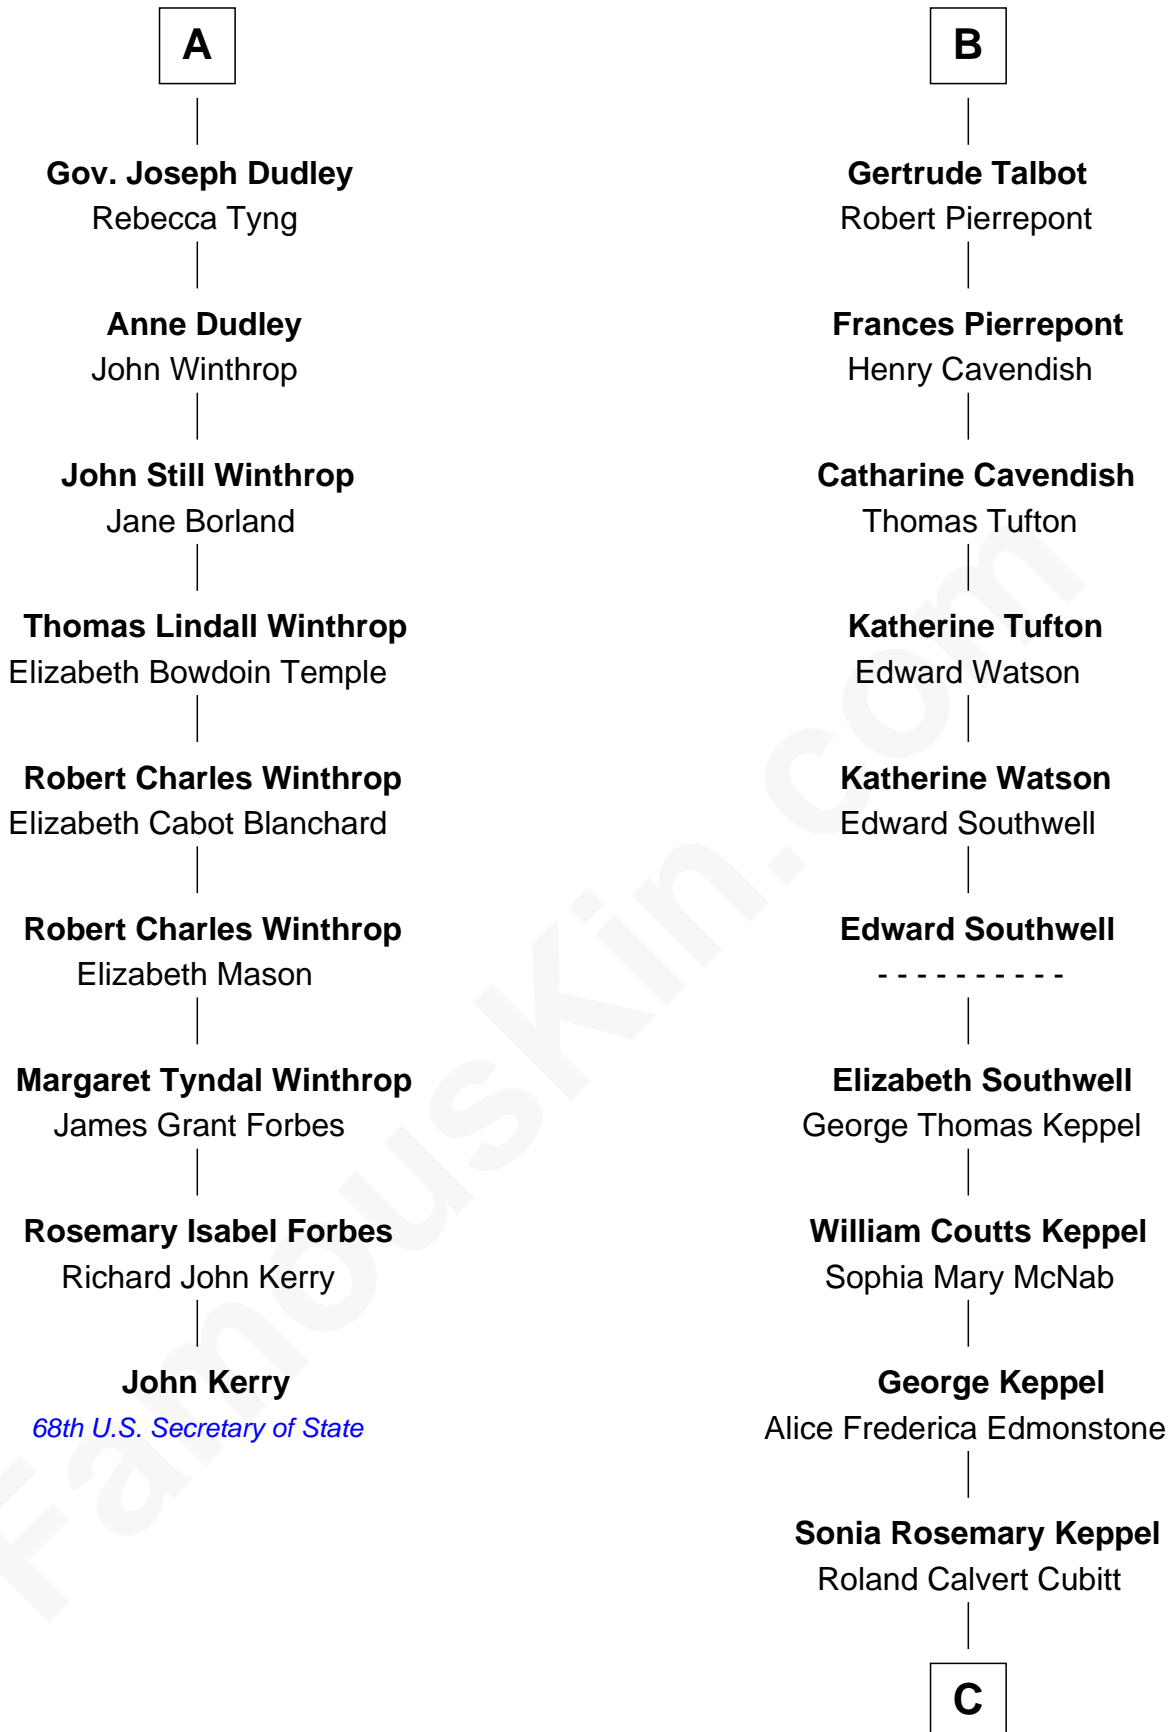 A
Gov. Joseph Dudley
Rebecca Tyng
Anne Dudley
John Winthrop
John Still Winthrop
Jane Borland
Thomas Lindall Winthrop
Elizabeth Bowdoin Temple
Robert Charles Winthrop
Elizabeth Cabot Blanchard
Robert Charles Winthrop
Elizabeth Mason
Margaret Tyndal Winthrop
James Grant Forbes
Rosemary Isabel Forbes
Richard John Kerry
John Kerry
68th U.S. Secretary of State
B
Gertrude Talbot
Robert Pierrepont
Frances Pierrepont
Henry Cavendish
Catharine Cavendish
Thomas Tufton
Katherine Tufton
Edward Watson
Katherine Watson
Edward Southwell
Edward Southwell
- - - - - - - - - -
Elizabeth Southwell
George Thomas Keppel
William Coutts Keppel
Sophia Mary McNab
George Keppel
Alice Frederica Edmonstone
Sonia Rosemary Keppel
Roland Calvert Cubitt
C
FamousKin.com